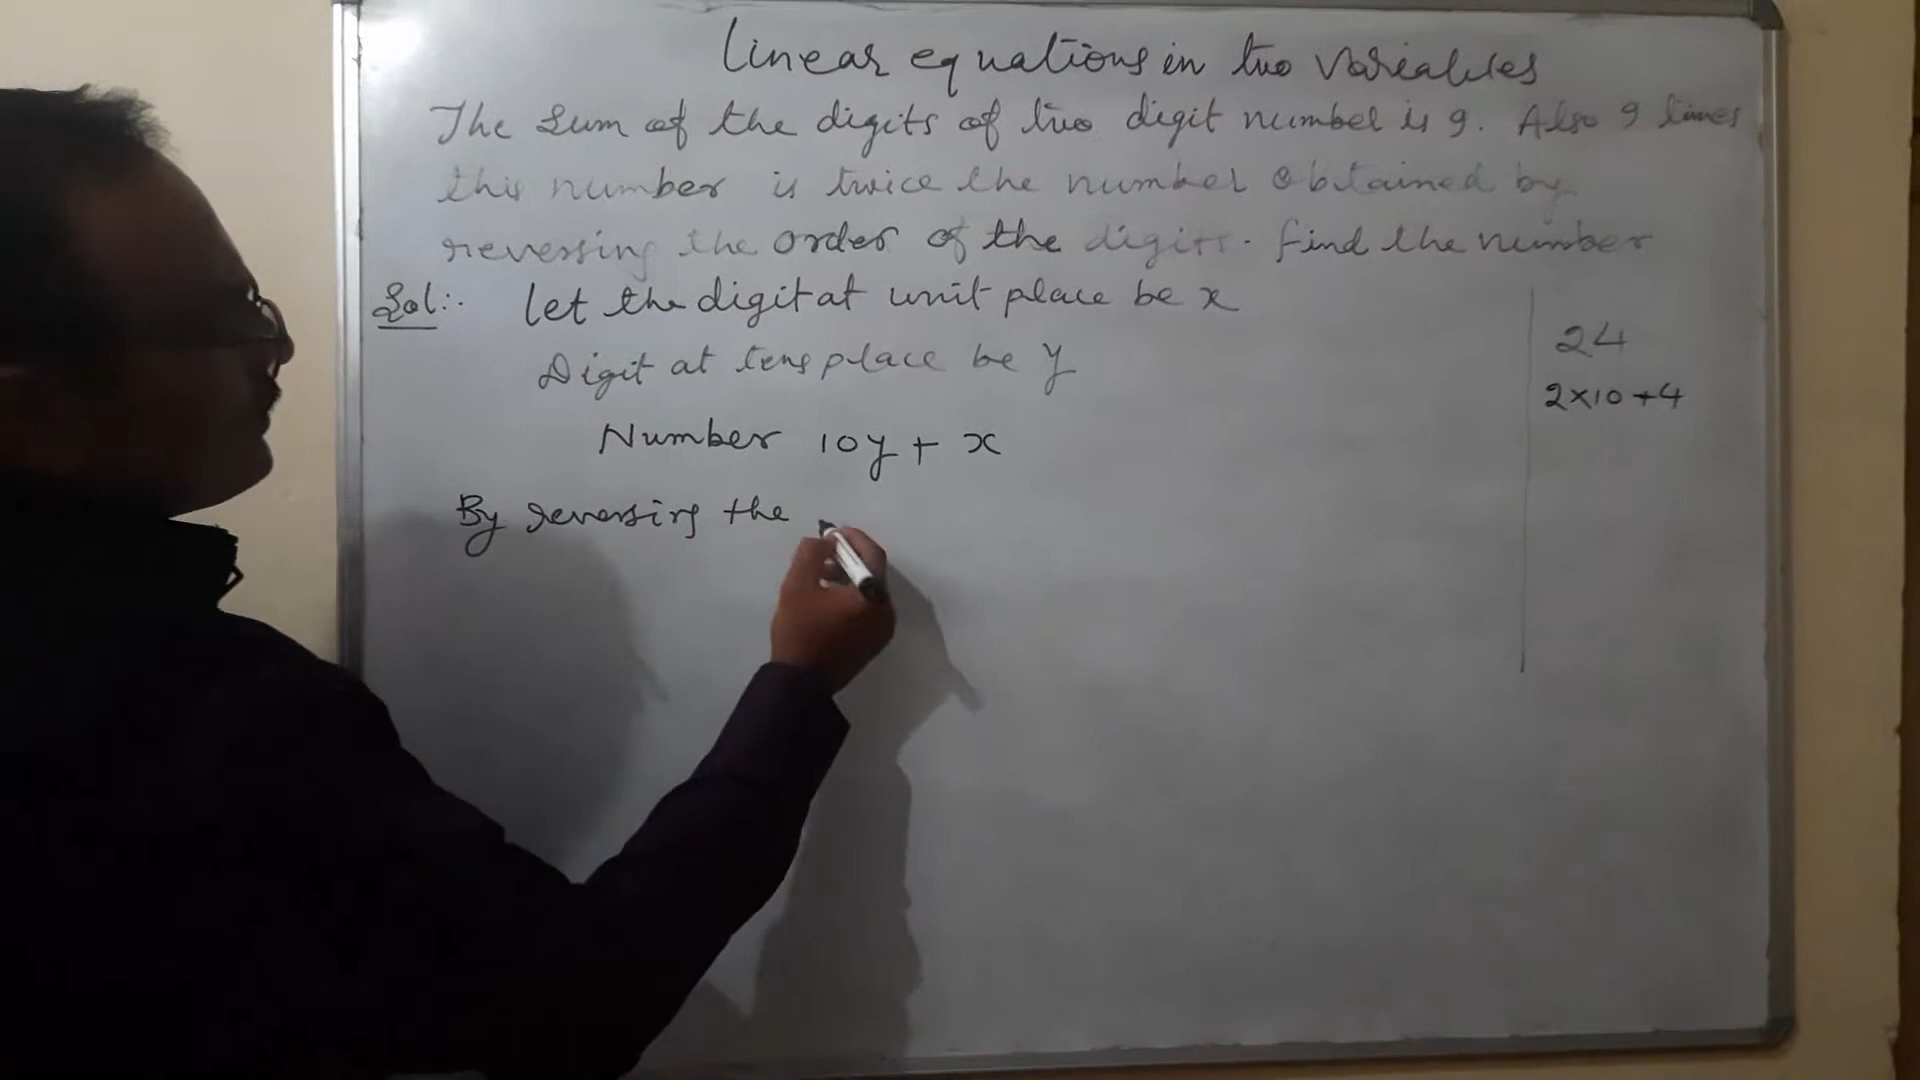 Linear equations in two variables
The sum of the digits of two digit number is 9. Also 9 times
this number is twice the number obtained by
reversing the order of the digits. Find the number
Sol:. let the digit at unit place be x
Digit at tens place be y
Number 10y + x
By reversing the
24
2×10+4